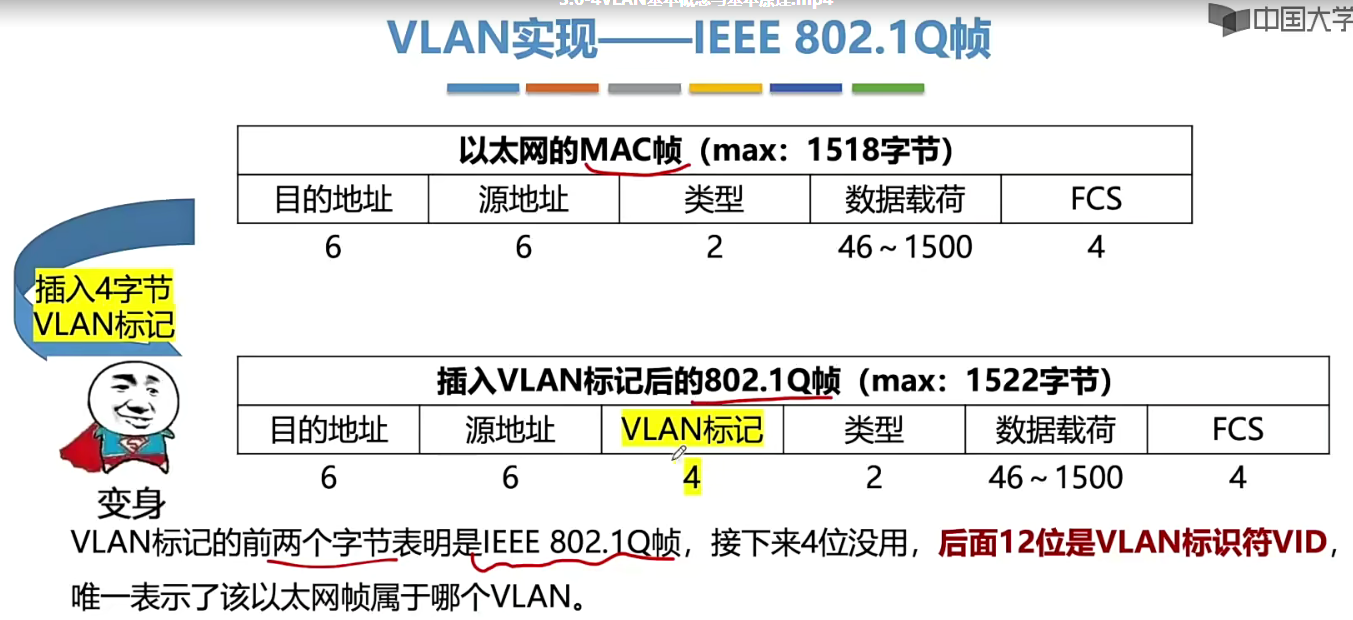 VLAN实现——IEEE 802.1Q帧
中国大学
以太网的MAC帧（max：1518字节）
目的地址 源地址 类型 数据载荷 FCS
6 6 2 46～1500 4
插入4字节
VLAN标记
插入VLAN标记后的802.1Q帧（max：1522字节）
目的地址 源地址 VLAN标记 类型 数据载荷 FCS
6 6 4 2 46～1500 4
变身
VLAN标记的前两个字节表明是IEEE 802.1Q帧，接下来4位没用，后面12位是VLAN标识符VID，
唯一表示了该以太网帧属于哪个VLAN。